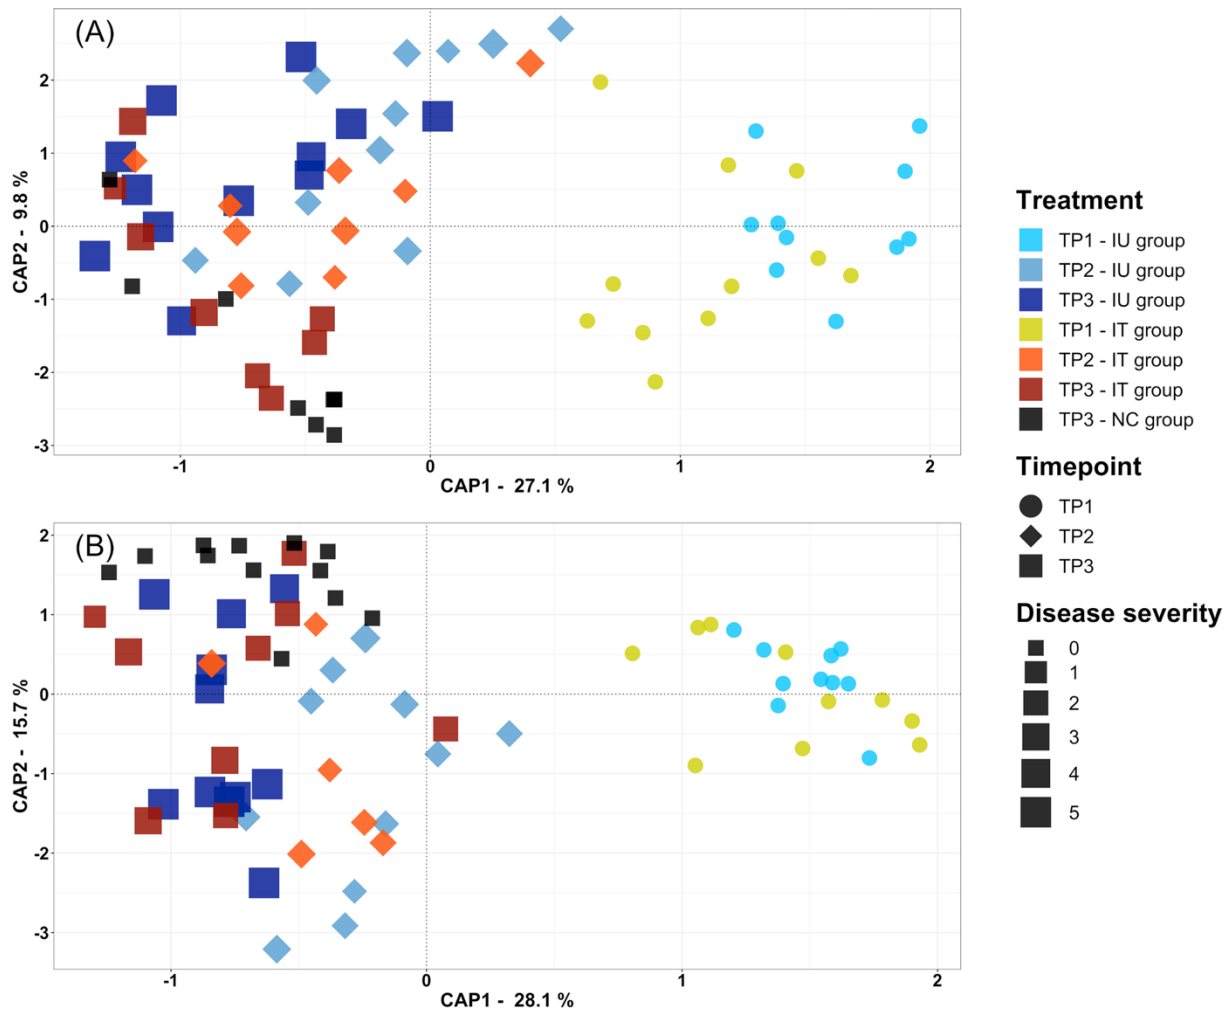 (A)
2
1
0
-1
-2
-3
CAP2 - 9.8 %
-1 0 1 2
CAP1 - 27.1 %
(B)
2
1
0
-1
-2
-3
CAP2 - 15.7 %
-1 0 1 2
CAP1 - 28.1 %
Treatment
TP1 - IU group
TP2 - IU group
TP3 - IU group
TP1 - IT group
TP2 - IT group
TP3 - IT group
TP3 - NC group
Timepoint
TP1
TP2
TP3
Disease severity
0
1
2
3
4
5